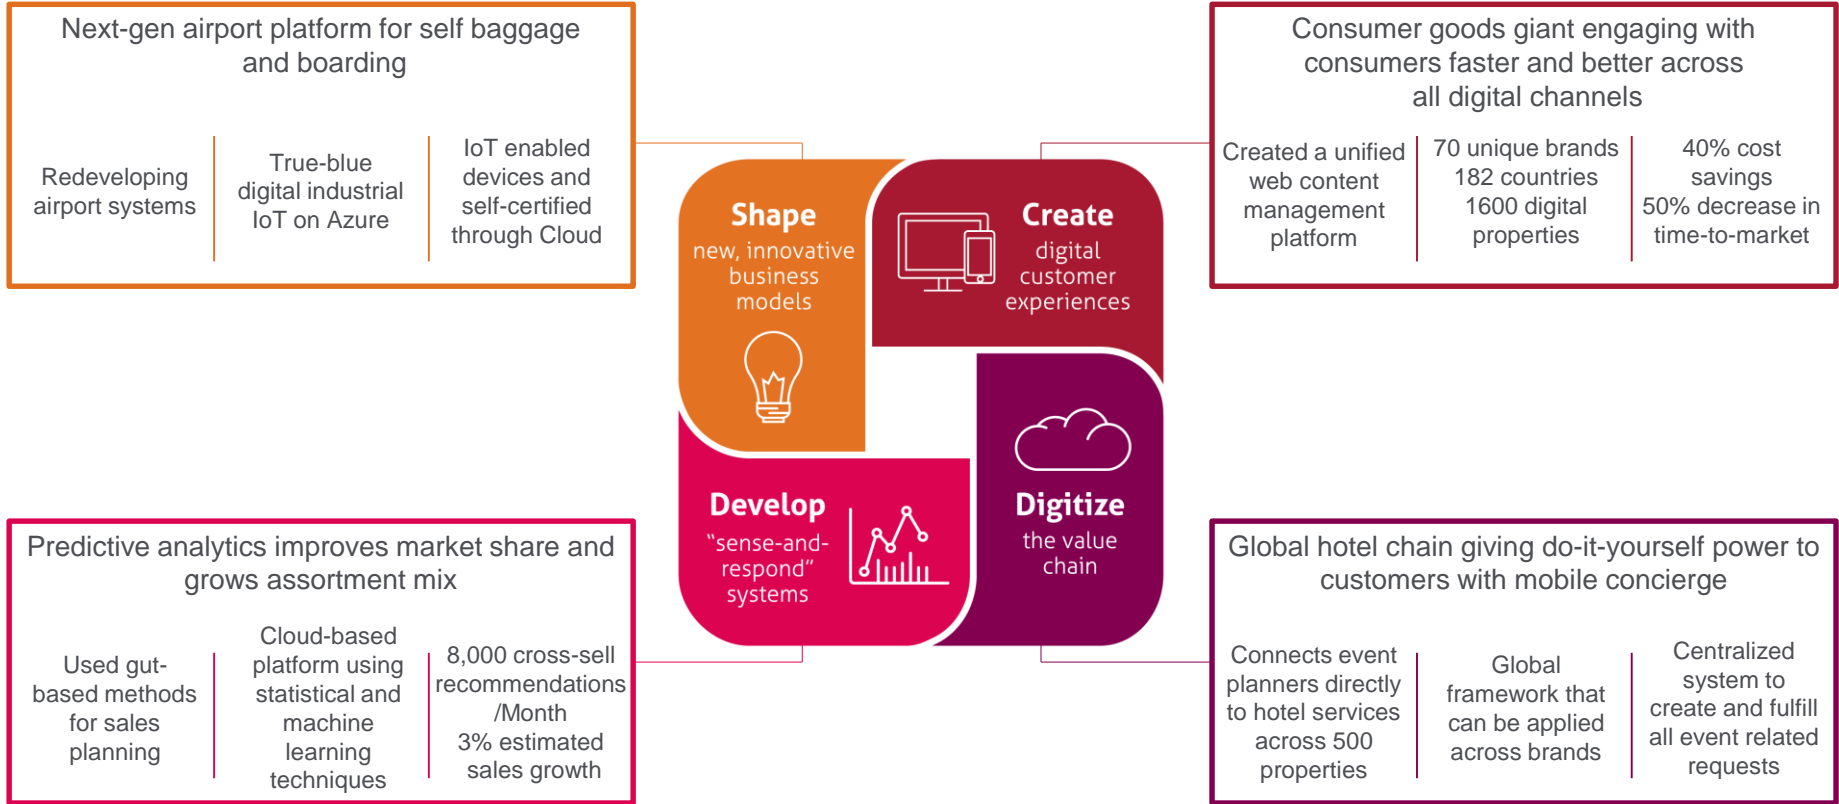 Next-gen airport platform for self baggage
and boarding
Redeveloping
airport systems
True-blue
digital industrial
IoT on Azure
IoT enabled
devices and
self-certified
through Cloud
Consumer goods giant engaging with
consumers faster and better across
all digital channels
Created a unified
web content
management
platform
70 unique brands
182 countries
1600 digital
properties
40% cost
savings
50% decrease in
time-to-market
Shape
new, innovative
business
models
Create
digital
customer
experiences
Develop
“sense-and-
respond”
systems
Digitize
the value
chain
Predictive analytics improves market share and
grows assortment mix
Used gut-
based methods
for sales
planning
Cloud-based
platform using
statistical and
machine
learning
techniques
8,000 cross-sell
recommendations
/Month
3% estimated
sales growth
Global hotel chain giving do-it-yourself power to
customers with mobile concierge
Connects event
planners directly
to hotel services
across 500
properties
Global
framework that
can be applied
across brands
Centralized
system to
create and fulfill
all event related
requests